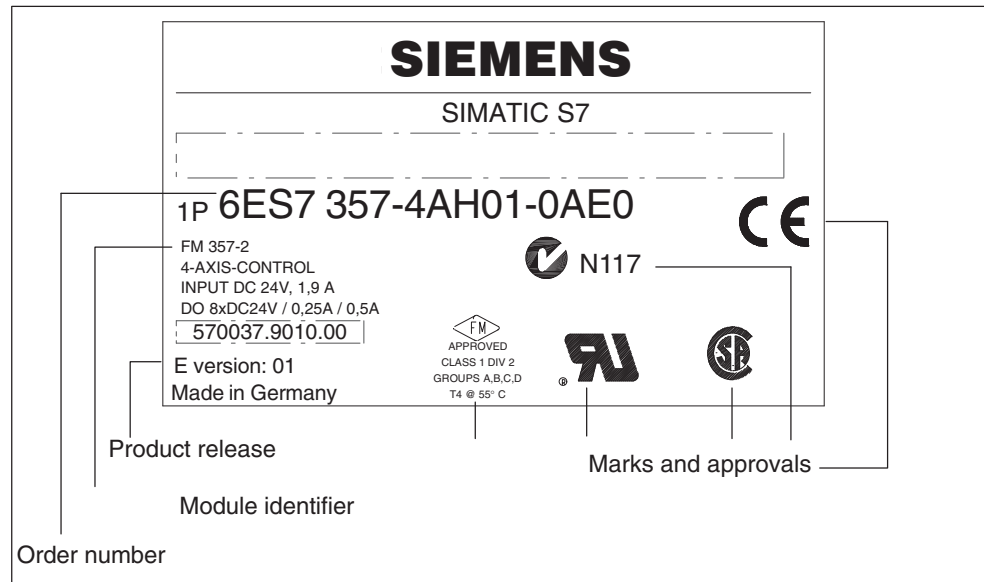 SIEMENS
SIMATIC S7
1P 6ES7 357-4AH01-0AE0
CE
FM 357-2
4-AXIS-CONTROL
INPUT DC 24V, 1,9 A
DO 8xDC24V / 0,25A / 0,5A
570037.9010.00
E version: 01
Made in Germany
N117
FM
APPROVED
CLASS 1 DIV 2
GROUPS A,B,C,D
T4 @ 55° C
RU
®
SA
Product release
Marks and approvals
Module identifier
Order number